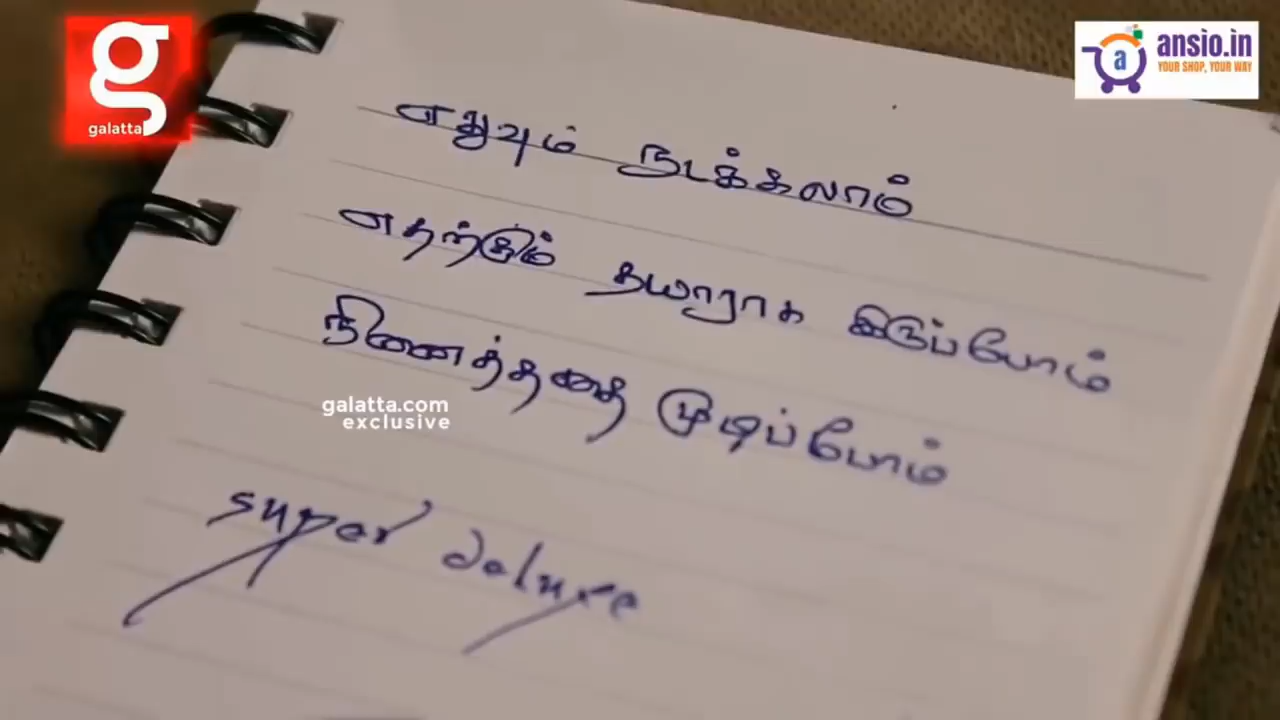 g
galatta
a
ansio.in
YOUR SHOP, YOUR WAY
எதுவும் நடக்கலாம்
எதற்கும் தயாராக இருப்போம்
நினைத்ததை முடிப்போம்
galatta.com
exclusive
super deluxe